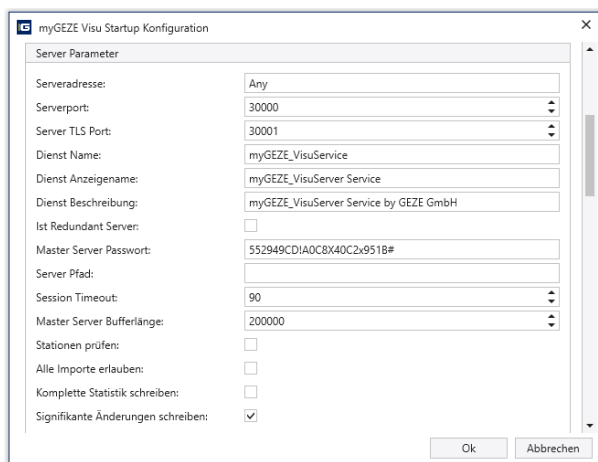 myGEZE Visu Startup Konfiguration
Server Parameter
Serveradresse: Any
Serverport: 30000
Server TLS Port: 30001
Dienst Name: myGEZE_VisuService
Dienst Anzeigename: myGEZE_VisuServer Service
Dienst Beschreibung: myGEZE_VisuServer Service by GEZE GmbH
Ist Redundant Server:
Master Server Passwort: 552949CD!A0C8X40C2x951B#
Server Pfad:
Session Timeout: 90
Master Server Bufferlänge: 200000
Stationen prüfen:
Alle Importe erlauben:
Komplette Statistik schreiben:
Signifikante Änderungen schreiben:
Ok Abbrechen